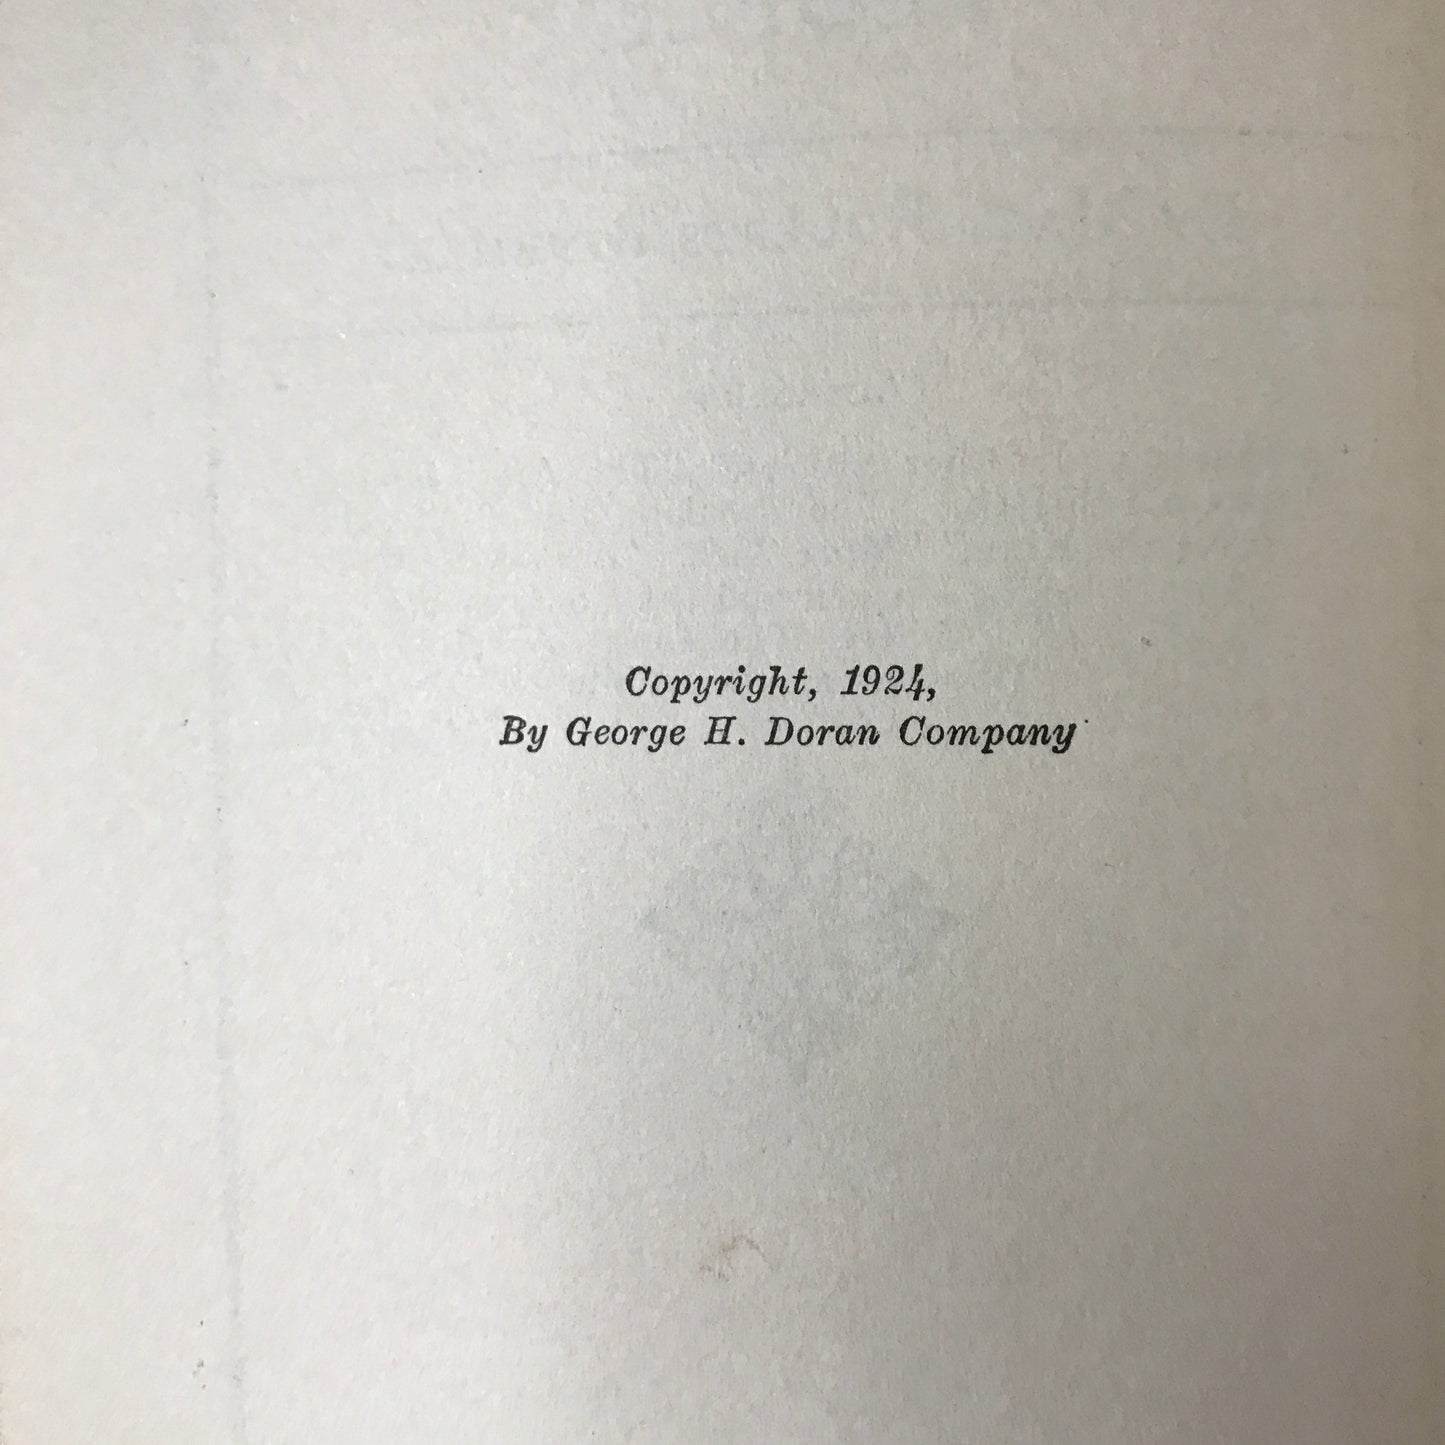 Copyright, 1924,
By George H. Doran Company